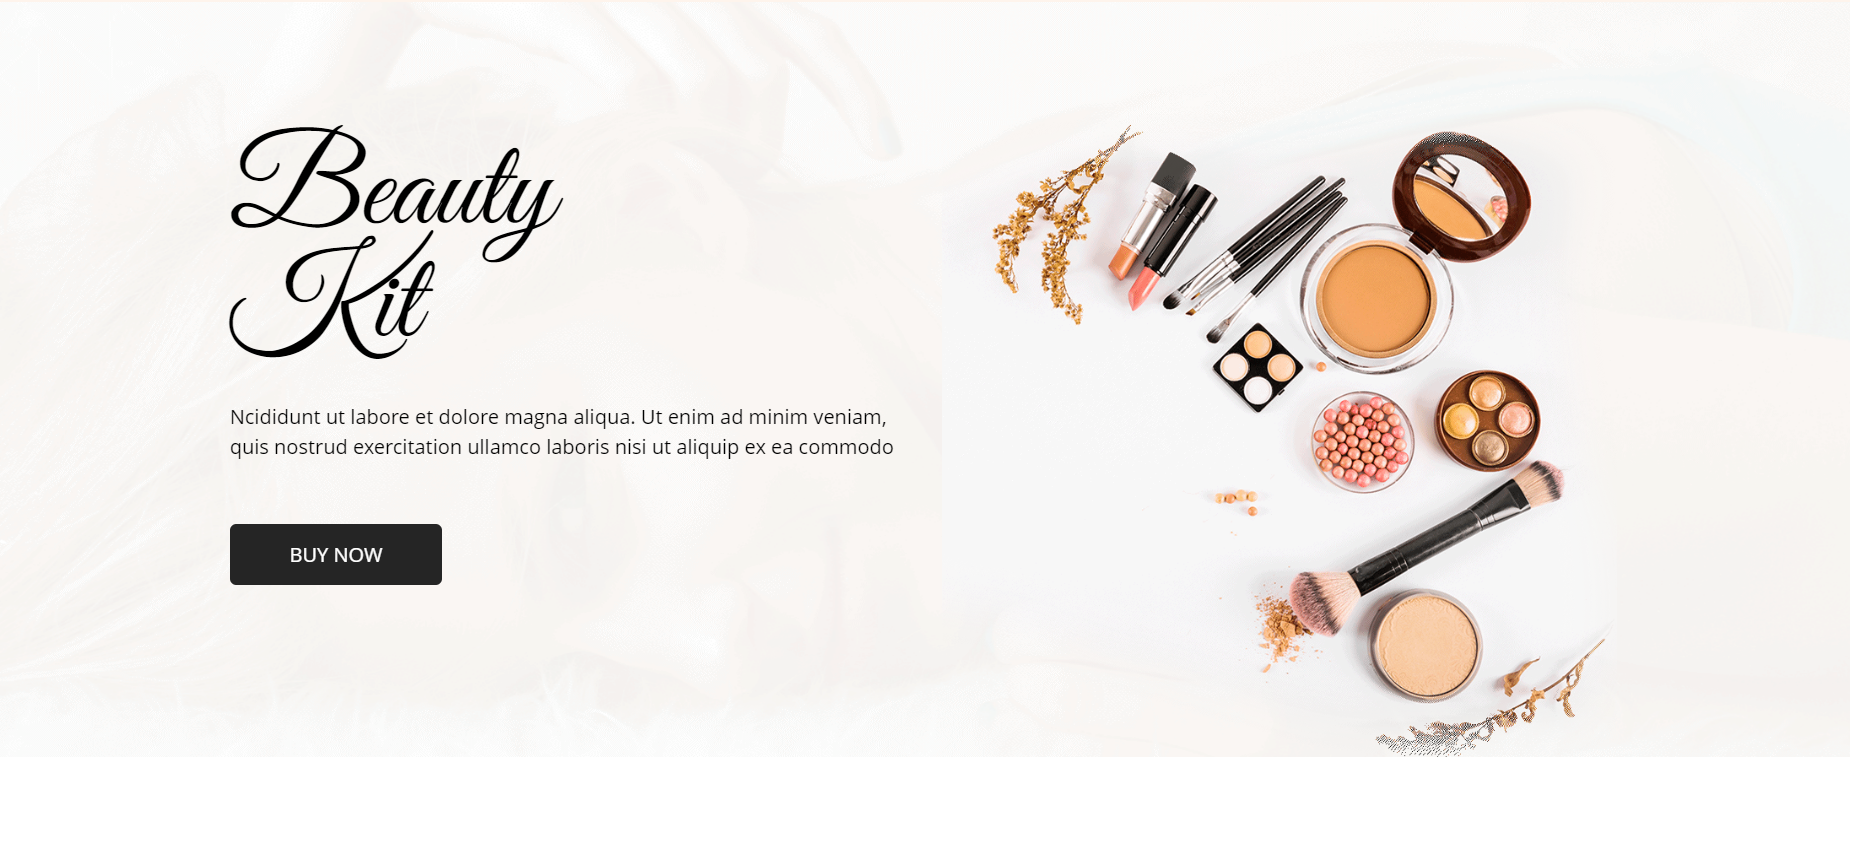 Beauty
Kit
Ncididunt ut labore et dolore magna aliqua. Ut enim ad minim veniam,
quis nostrud exercitation ullamco laboris nisi ut aliquip ex ea commodo
BUY NOW